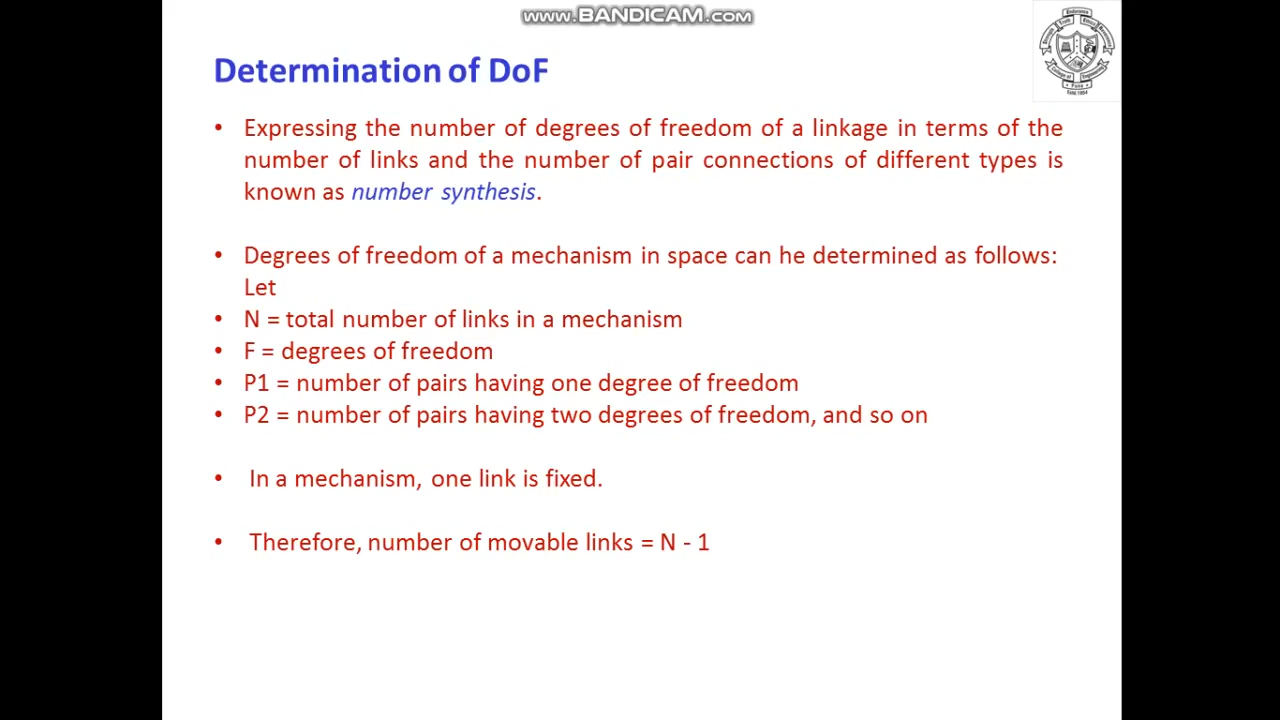 www.BANDICAM.com
Determination of DoF
• Expressing the number of degrees of freedom of a linkage in terms of the
number of links and the number of pair connections of different types is
known as number synthesis.
• Degrees of freedom of a mechanism in space can he determined as follows:
Let
• N = total number of links in a mechanism
• F = degrees of freedom
• P1 = number of pairs having one degree of freedom
• P2 = number of pairs having two degrees of freedom, and so on
• In a mechanism, one link is fixed.
• Therefore, number of movable links = N - 1